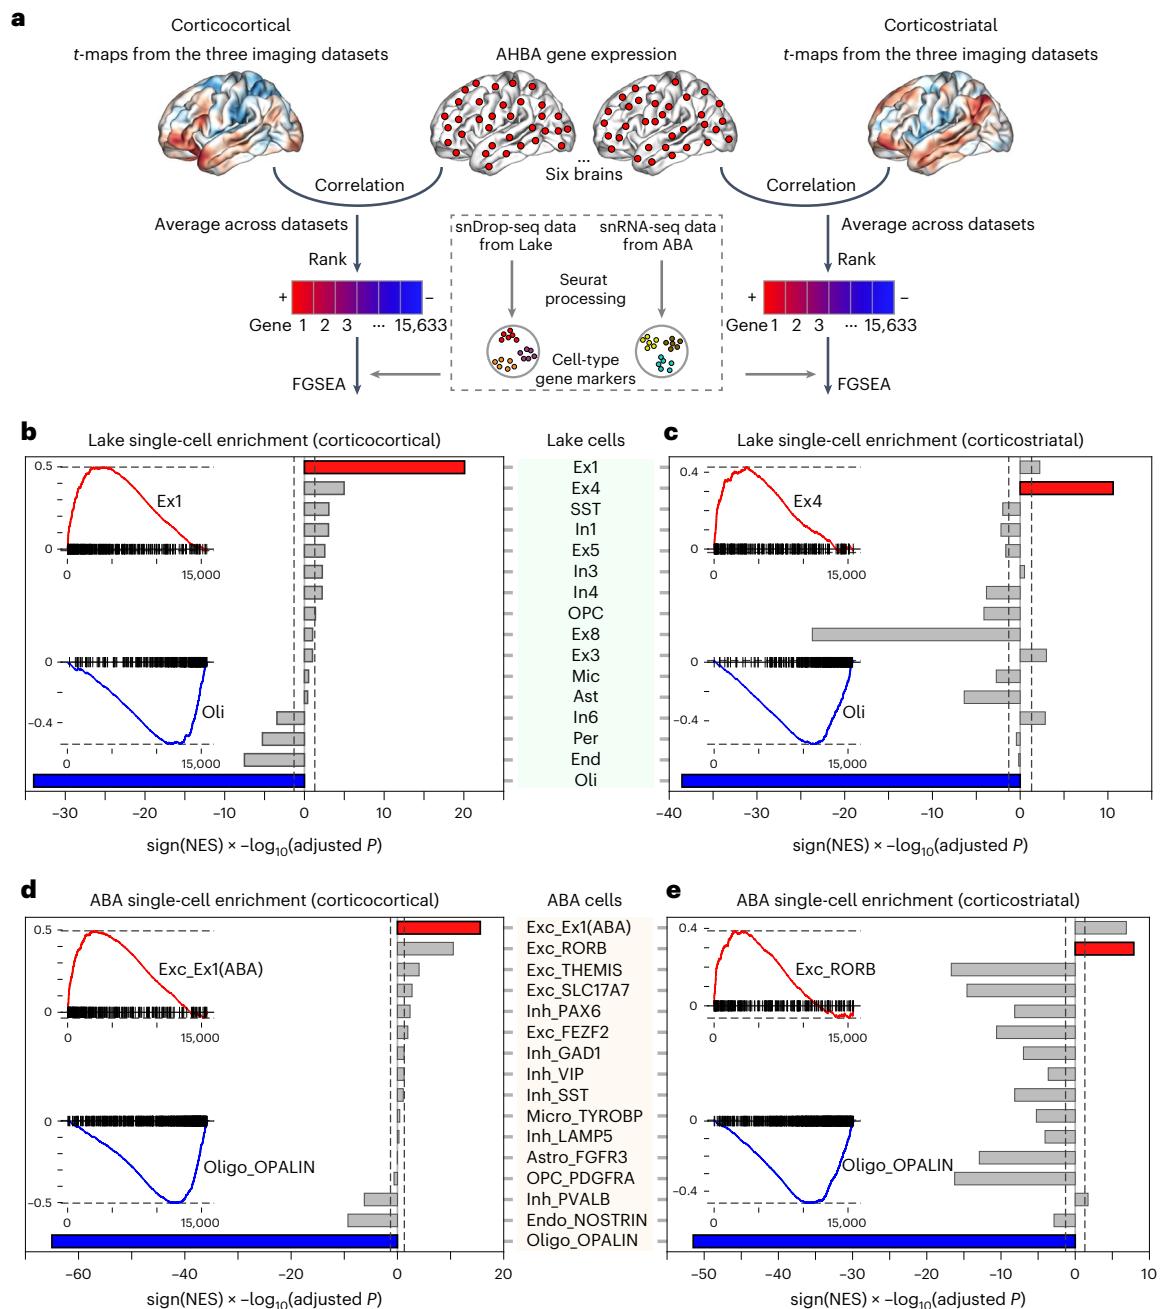 a
Corticocortical
t-maps from the three imaging datasets
AHBA gene expression
Corticostriatal
t-maps from the three imaging datasets
...
Six brains
Correlation
Correlation
Average across datasets
Average across datasets
Rank
Rank
snDrop-seq data
from Lake
snRNA-seq data
from ABA
Seurat
processing
Cell-type
gene markers
+
–
Gene 1 2 3 ... 15,633
+
–
Gene 1 2 3 ... 15,633
FGSEA
FGSEA
b
Lake single-cell enrichment (corticocortical)
0.5
0
Ex1
0
15,000
0
–0.4
Oli
0
15,000
–30
–20
–10
0
10
20
sign(NES) × –log10(adjusted P)
Lake cells
Ex1
Ex4
SST
In1
Ex5
In3
In4
OPC
Ex8
Ex3
Mic
Ast
In6
Per
End
Oli
c
Lake single-cell enrichment (corticostriatal)
0.4
0
Ex4
0
15,000
0
–0.4
Oli
0
15,000
–40
–30
–20
–10
0
10
sign(NES) × –log10(adjusted P)
d
ABA single-cell enrichment (corticocortical)
0.5
0
Exc_Ex1(ABA)
0
15,000
0
–0.5
Oligo_OPALIN
0
15,000
–60
–40
–20
0
20
sign(NES) × –log10(adjusted P)
ABA cells
Exc_Ex1(ABA)
Exc_RORB
Exc_THEMIS
Exc_SLC17A7
Inh_PAX6
Exc_FEZF2
Inh_GAD1
Inh_VIP
Inh_SST
Micro_TYROBP
Inh_LAMP5
Astro_FGFR3
OPC_PDGFRA
Inh_PVALB
Endo_NOSTRIN
Oligo_OPALIN
e
ABA single-cell enrichment (corticostriatal)
0.4
0
Exc_RORB
0
15,000
0
–0.4
Oligo_OPALIN
0
15,000
–50
–40
–30
–20
–10
0
10
sign(NES) × –log10(adjusted P)